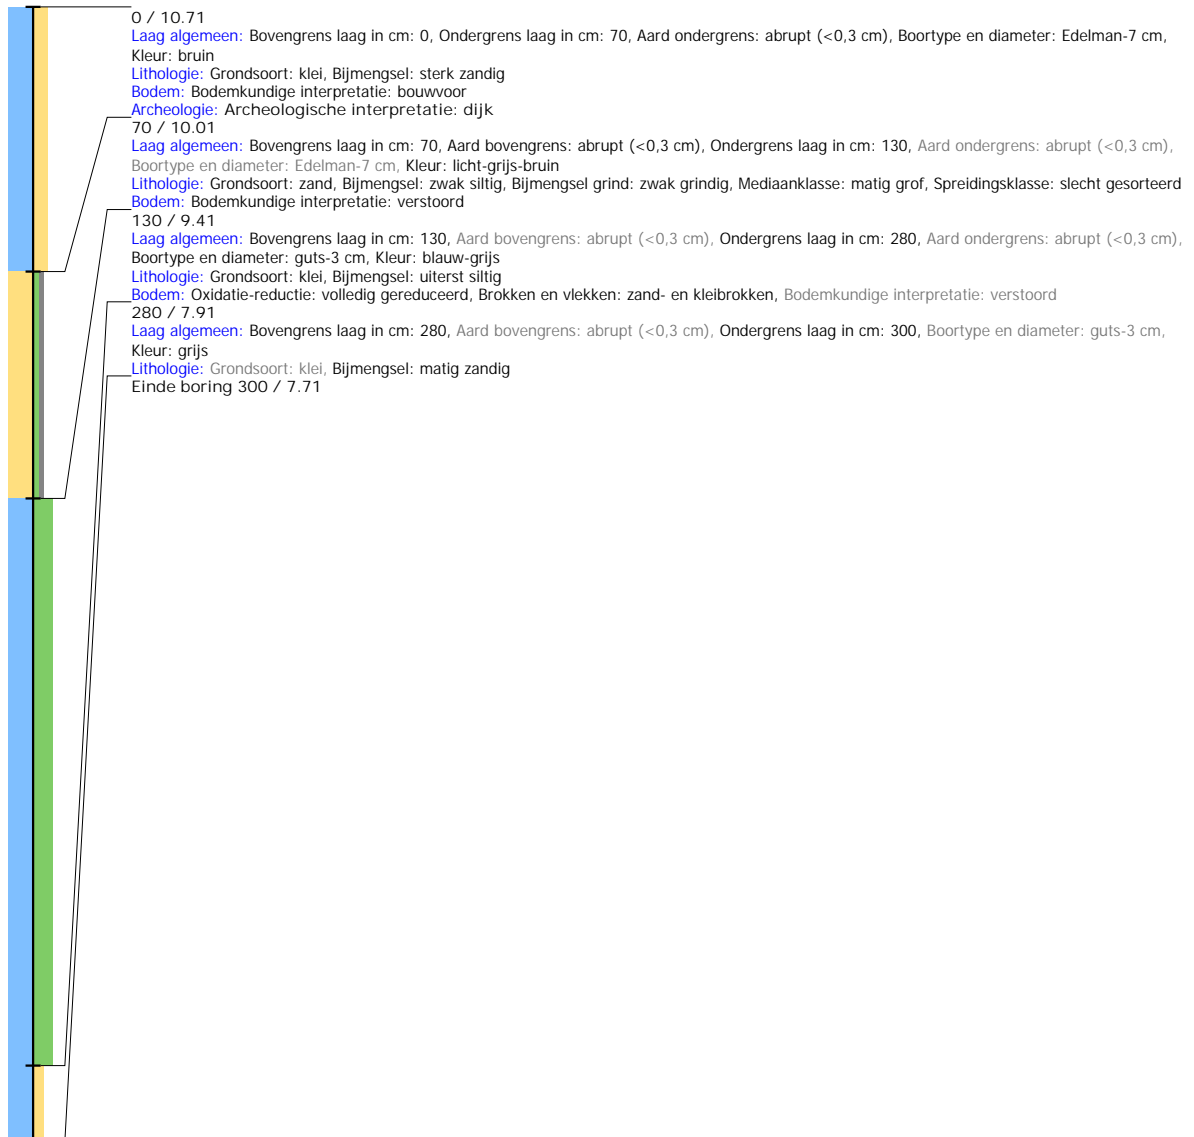 0 / 10.71
Laag algemeen: Bovengrens laag in cm: 0, Ondergrens laag in cm: 70, Aard ondergrens: abrupt (<0,3 cm), Boortype en diameter: Edelman-7 cm,
Kleur: bruin
Lithologie: Grondsoort: klei, Bijmengsel: sterk zandig
Bodem: Bodemkundige interpretatie: bouwvoor
Archeologie: Archeologische interpretatie: dijk
70 / 10.01
Laag algemeen: Bovengrens laag in cm: 70, Aard bovengrens: abrupt (<0,3 cm), Ondergrens laag in cm: 130, Aard ondergrens: abrupt (<0,3 cm),
Boortype en diameter: Edelman-7 cm, Kleur: licht-grijs-bruin
Lithologie: Grondsoort: zand, Bijmengsel: zwak siltig, Bijmengsel grind: zwak grindig, Mediaanklasse: matig grof, Spreidingsklasse: slecht gesorteerd
Bodem: Bodemkundige interpretatie: verstoord
130 / 9.41
Laag algemeen: Bovengrens laag in cm: 130, Aard bovengrens: abrupt (<0,3 cm), Ondergrens laag in cm: 280, Aard ondergrens: abrupt (<0,3 cm),
Boortype en diameter: guts-3 cm, Kleur: blauw-grijs
Lithologie: Grondsoort: klei, Bijmengsel: uiterst siltig
Bodem: Oxidatie-reductie: volledig gereduceerd, Brokken en vlekken: zand- en kleibrokken, Bodemkundige interpretatie: verstoord
280 / 7.91
Laag algemeen: Bovengrens laag in cm: 280, Aard bovengrens: abrupt (<0,3 cm), Ondergrens laag in cm: 300, Boortype en diameter: guts-3 cm,
Kleur: grijs
Lithologie: Grondsoort: klei, Bijmengsel: matig zandig
Einde boring 300 / 7.71